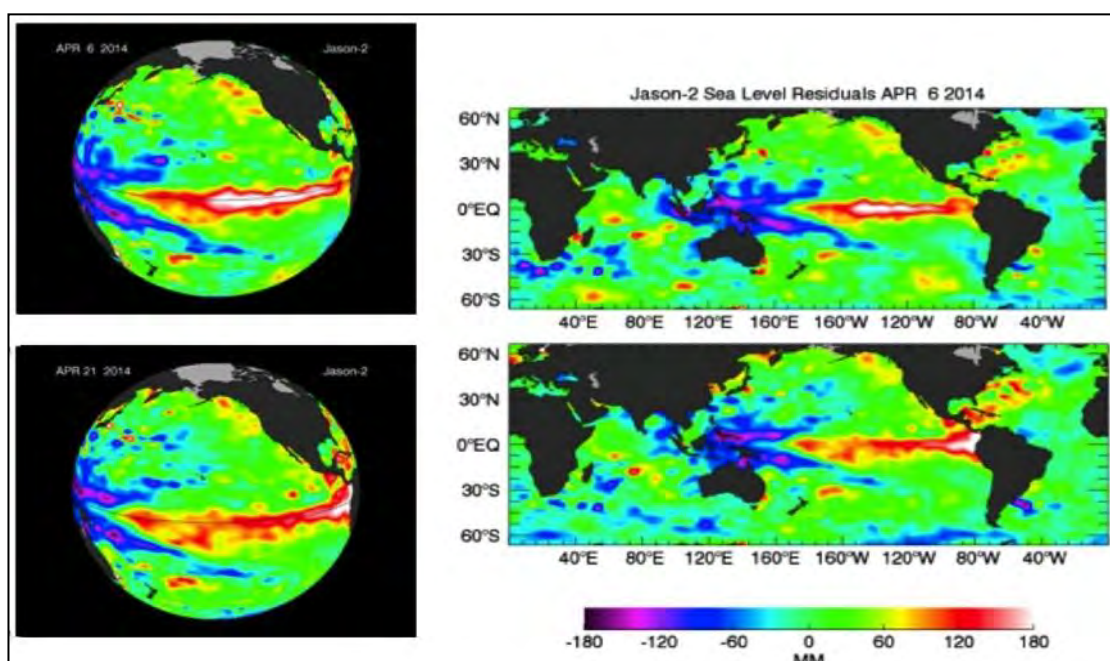 APR 6 2014 Jason-2
Jason-2 Sea Level Residuals APR 6 2014
60°N
30°N
0°EQ
30°S
60°S
40°E 80°E 120°E 160°E 160°W 120°W 80°W 40°W
APR 21 2014 Jason-2
60°N
30°N
0°EQ
30°S
60°S
40°E 80°E 120°E 160°E 160°W 120°W 80°W 40°W
-180 -120 -60 0 60 120 180
MM